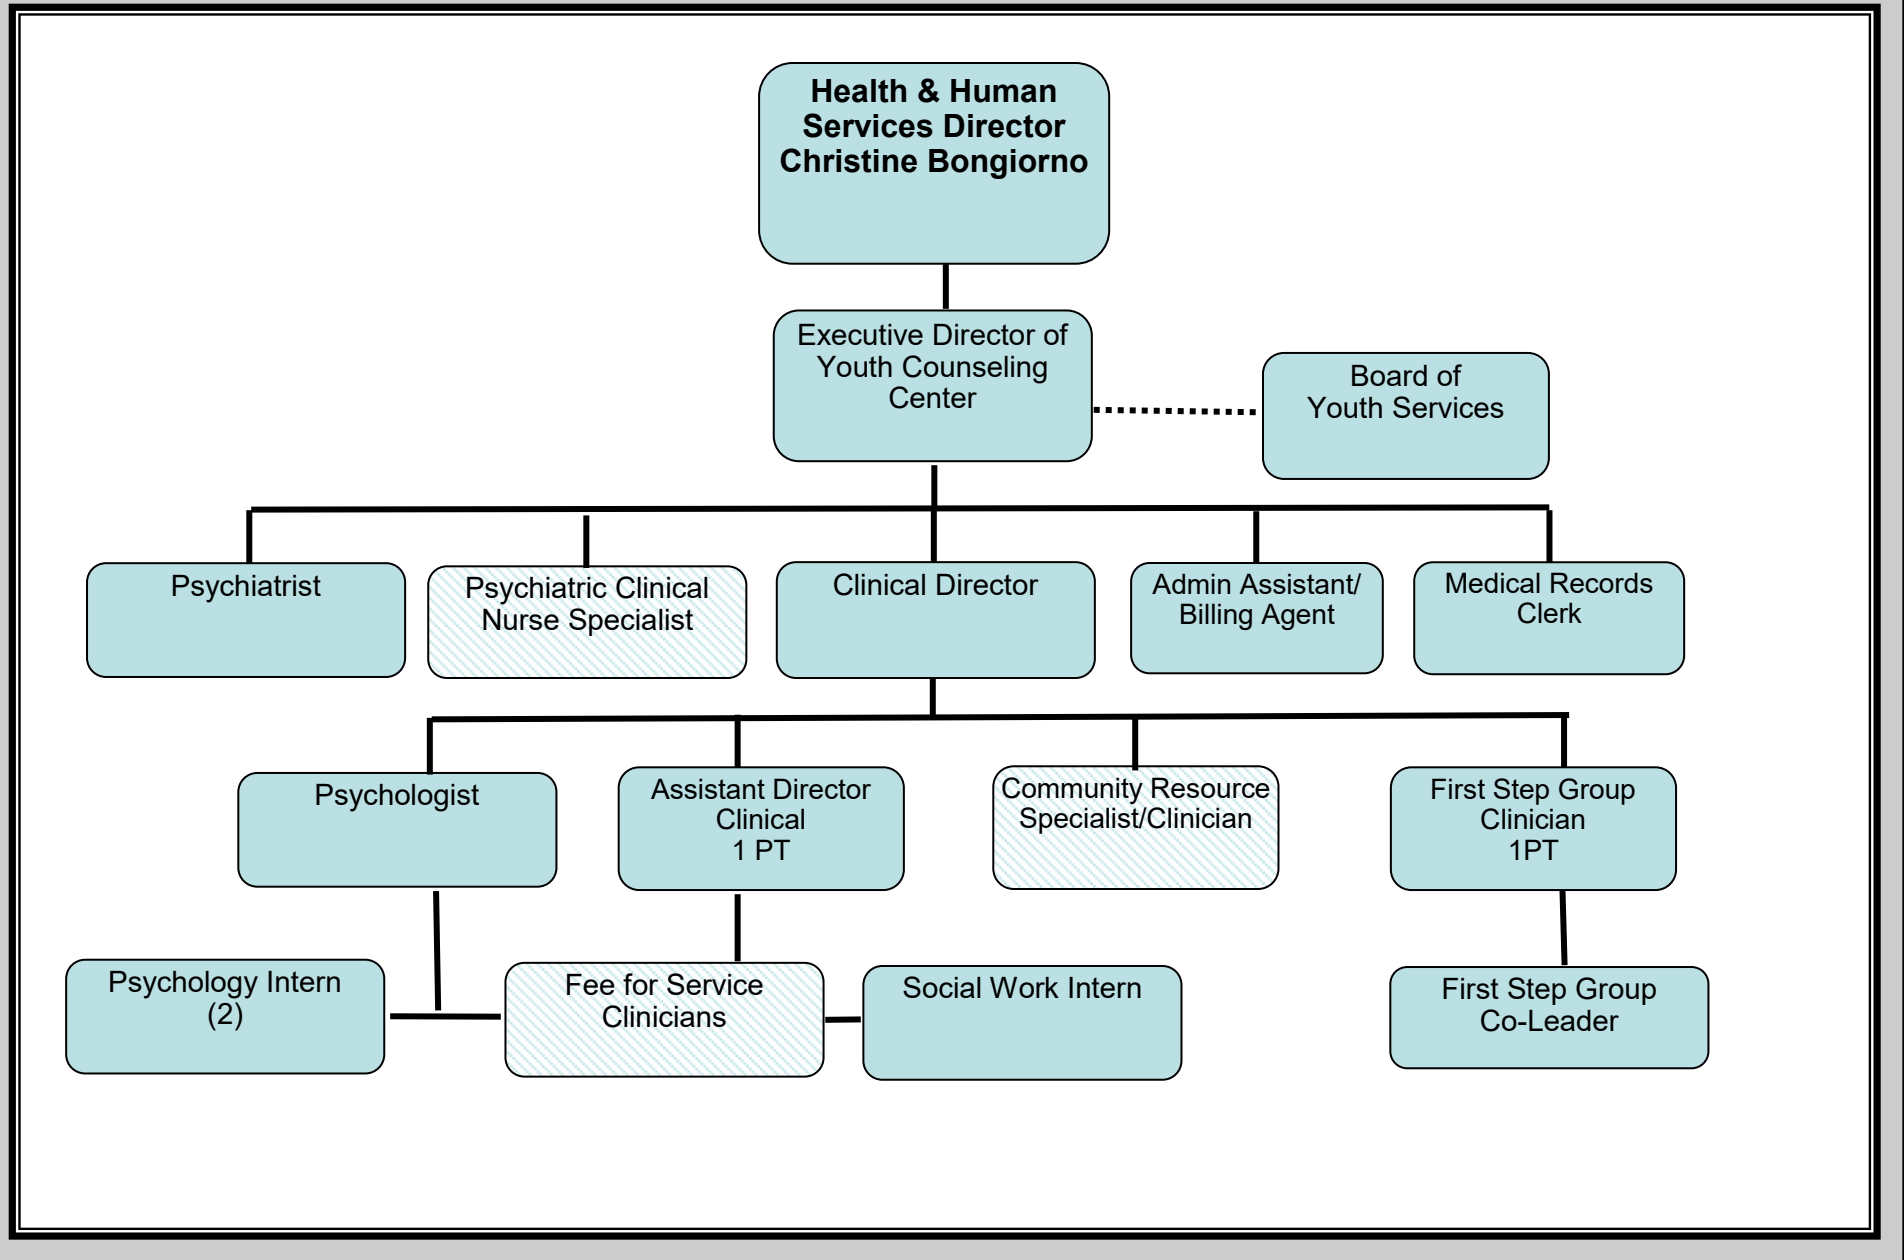 Health & Human
Services Director
Christine Bongiorno
Executive Director of
Youth Counseling
Center
Board of
Youth Services
Psychiatrist
Psychiatric Clinical
Nurse Specialist
Clinical Director
Admin Assistant/
Billing Agent
Medical Records
Clerk
Psychologist
Assistant Director
Clinical
1 PT
Community Resource
Specialist/Clinician
First Step Group
Clinician
1PT
Psychology Intern
(2)
Fee for Service
Clinicians
Social Work Intern
First Step Group
Co-Leader